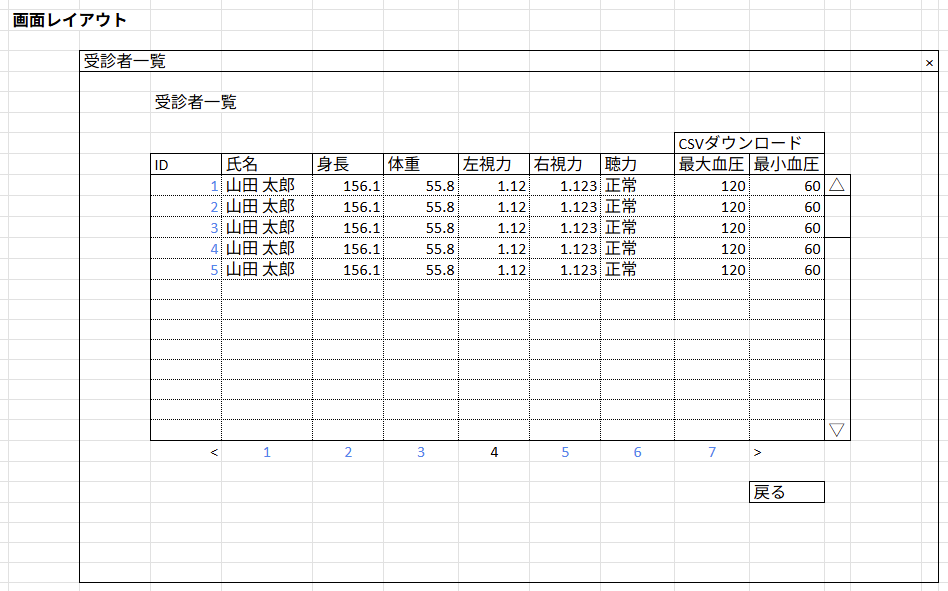 画面レイアウト
受診者一覧 ×
受診者一覧
CSVダウンロード
ID 氏名 身長 体重 左視力 右視力 聴力 最大血圧 最小血圧
1 山田 太郎 156.1 55.8 1.12 1.123 正常 120 60 △
2 山田 太郎 156.1 55.8 1.12 1.123 正常 120 60
3 山田 太郎 156.1 55.8 1.12 1.123 正常 120 60
4 山田 太郎 156.1 55.8 1.12 1.123 正常 120 60
5 山田 太郎 156.1 55.8 1.12 1.123 正常 120 60
▽
< 1 2 3 4 5 6 7 >
戻る